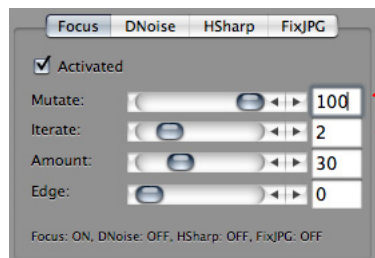 Focus DNoise HSharp FixJPG
Activated
Mutate: 100
Iterate: 2
Amount: 30
Edge: 0
Focus: ON, DNoise: OFF, HSharp: OFF, FixJPG: OFF